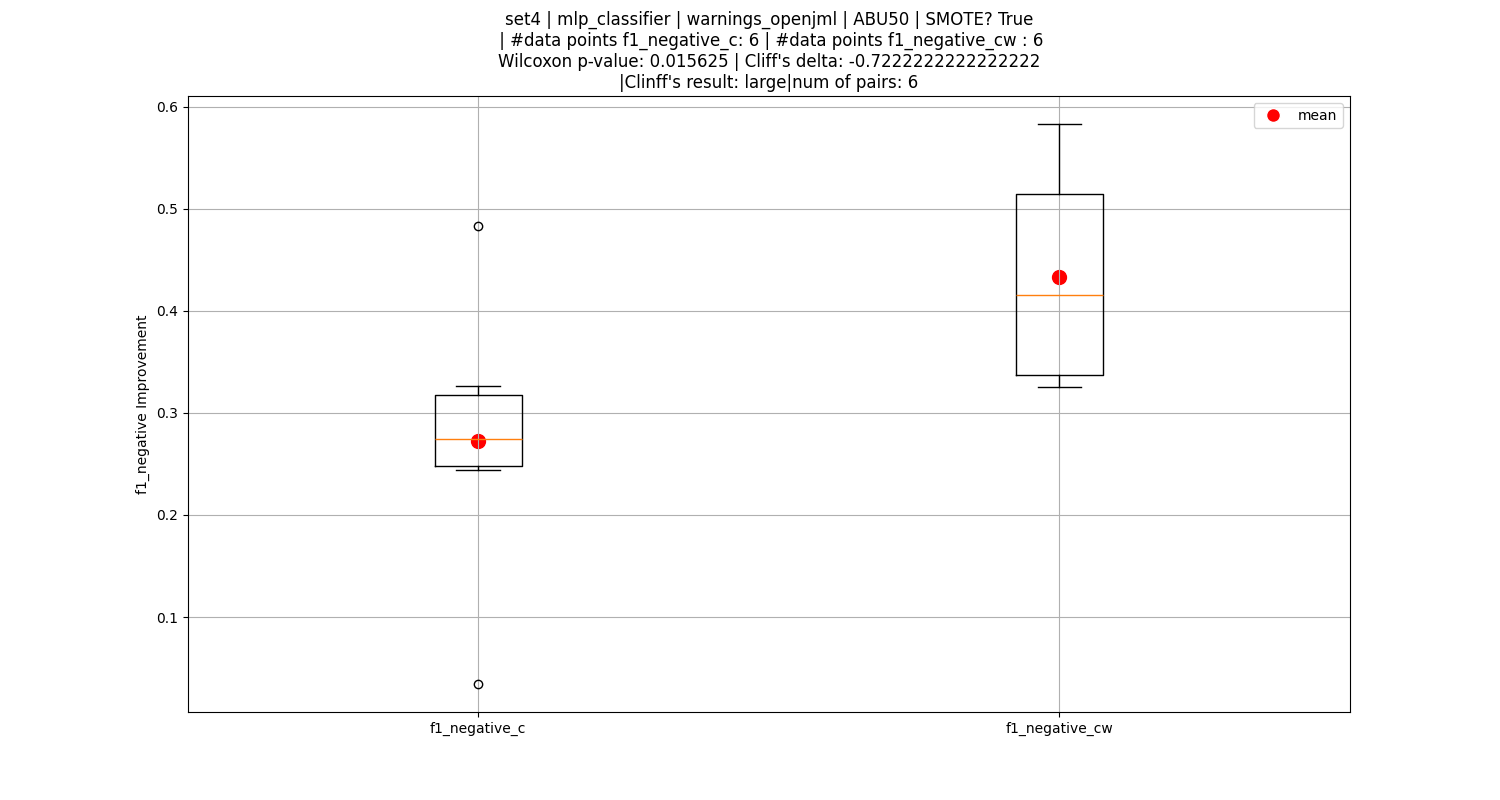 set4 | mlp_classifier | warnings_openjml | ABU50 | SMOTE? True
| #data points f1_negative_c: 6 | #data points f1_negative_cw : 6
Wilcoxon p-value: 0.015625 | Cliff's delta: -0.7222222222222222
|Clinff's result: large|num of pairs: 6
mean
0.6
0.5
0.4
0.3
0.2
0.1
f1_negative Improvement
f1_negative_c
f1_negative_cw